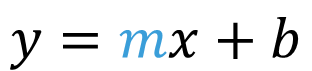 y = mx + b